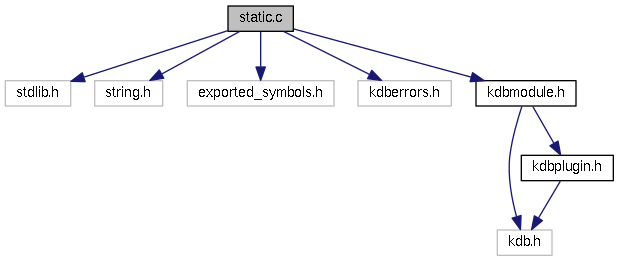 static.c
stdlib.h
string.h
exported_symbols.h
kdberrors.h
kdbmodule.h
kdbplugin.h
kdb.h